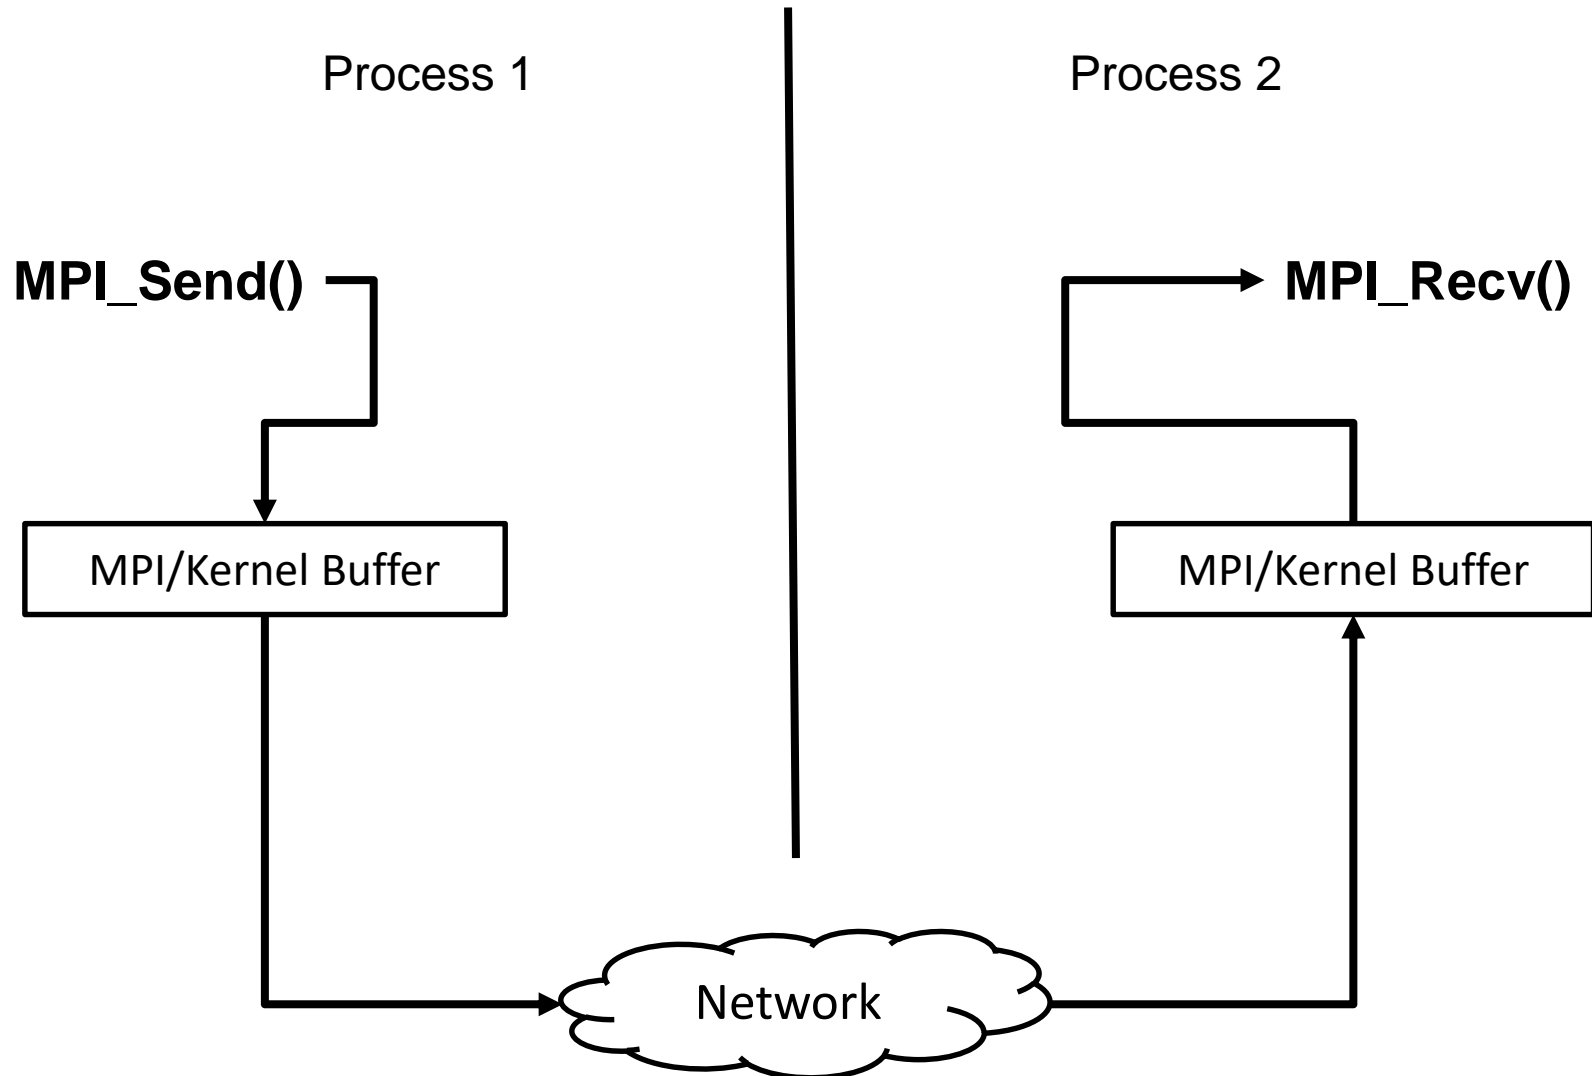 Process 1
Process 2
MPI_Send()
MPI_Recv()
MPI/Kernel Buffer
MPI/Kernel Buffer
Network